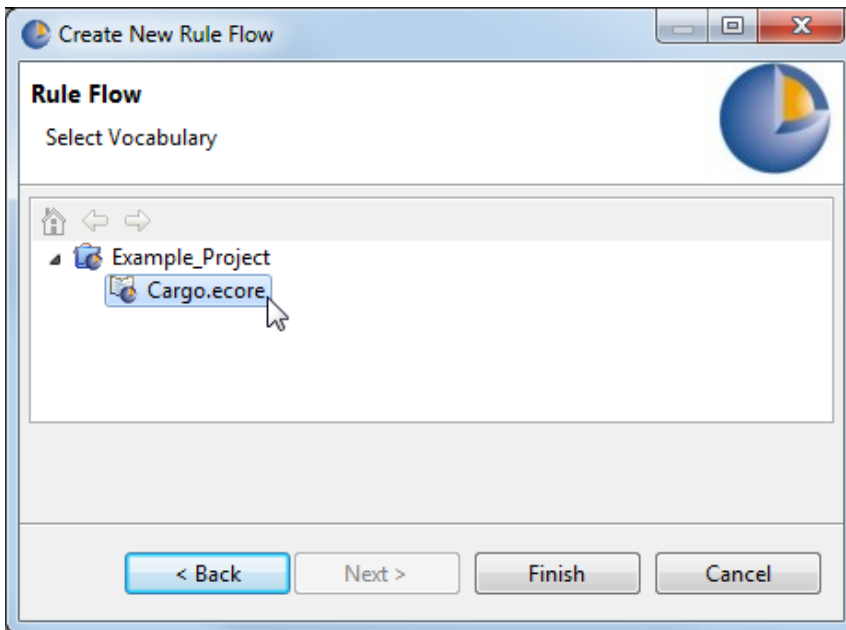 Create New Rule Flow
Rule Flow
Select Vocabulary
Example_Project
Cargo.ecore
< Back Next > Finish Cancel